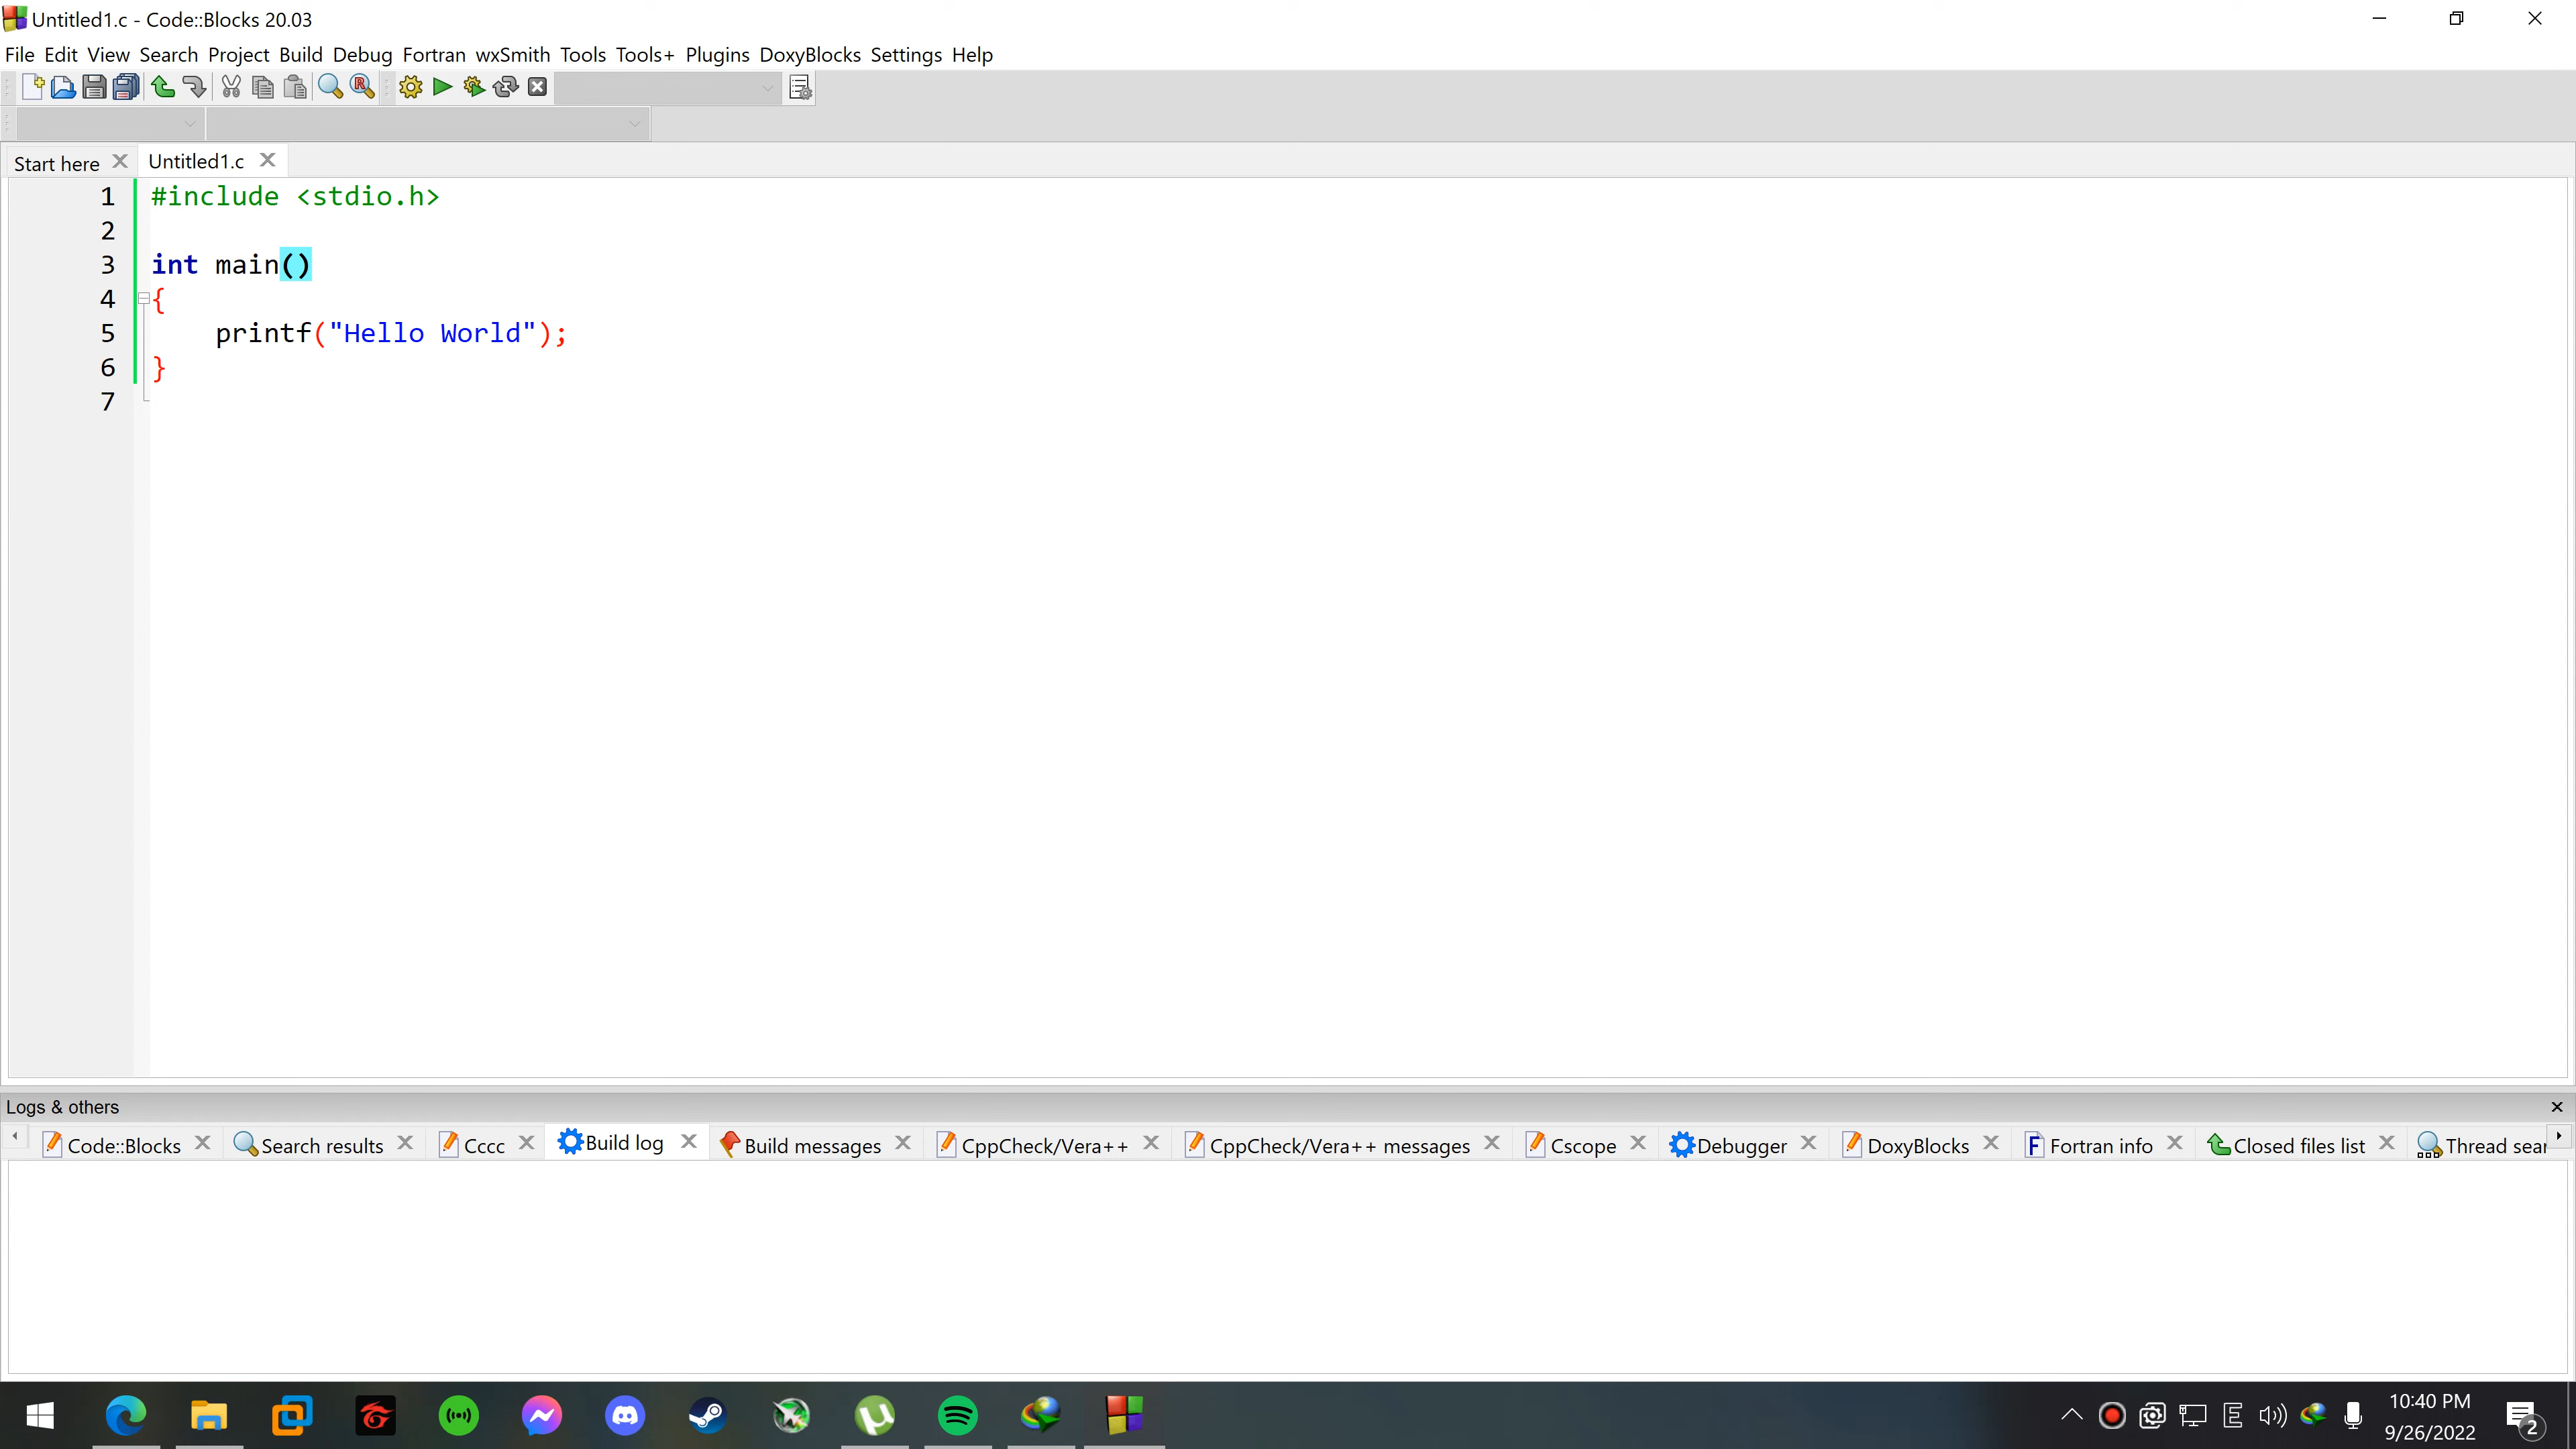 Untitled1.c - Code::Blocks 20.03
File Edit View Search Project Build Debug Fortran wxSmith Tools Tools+ Plugins DoxyBlocks Settings Help
Start here Untitled1.c
1 #include <stdio.h>
2
3 int main()
4 {
5     printf("Hello World");
6 }
7
Logs & others
Code::Blocks Search results Cccc Build log Build messages CppCheck/Vera++ CppCheck/Vera++ messages Cscope Debugger DoxyBlocks Fortran info Closed files list Thread sear
10:40 PM
9/26/2022
2